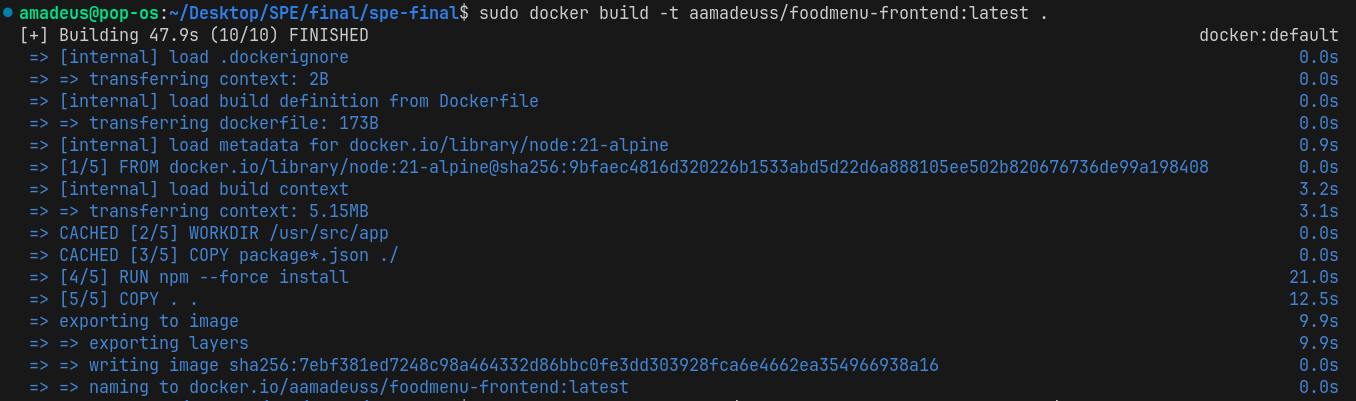 amadeus@pop-os:~/Desktop/SPE/final/spe-final$ sudo docker build -t aamadeuss/foodmenu-frontend:latest .
[+] Building 47.9s (10/10) FINISHED docker:default
=> [internal] load .dockerignore 0.0s
=> => transferring context: 2B 0.0s
=> [internal] load build definition from Dockerfile 0.0s
=> => transferring dockerfile: 173B 0.0s
=> [internal] load metadata for docker.io/library/node:21-alpine 0.9s
=> [1/5] FROM docker.io/library/node:21-alpine@sha256:9bfaec4816d320226b1533abd5d22d6a888105ee502b820676736de99a198408 0.0s
=> [internal] load build context 3.2s
=> => transferring context: 5.15MB 3.1s
=> CACHED [2/5] WORKDIR /usr/src/app 0.0s
=> CACHED [3/5] COPY package*.json ./ 0.0s
=> [4/5] RUN npm --force install 21.0s
=> [5/5] COPY . . 12.5s
=> exporting to image 9.9s
=> => exporting layers 9.9s
=> => writing image sha256:7ebf381ed7248c98a464332d86bbc0fe3dd303928fca6e4662ea354966938a16 0.0s
=> => naming to docker.io/aamadeuss/foodmenu-frontend:latest 0.0s